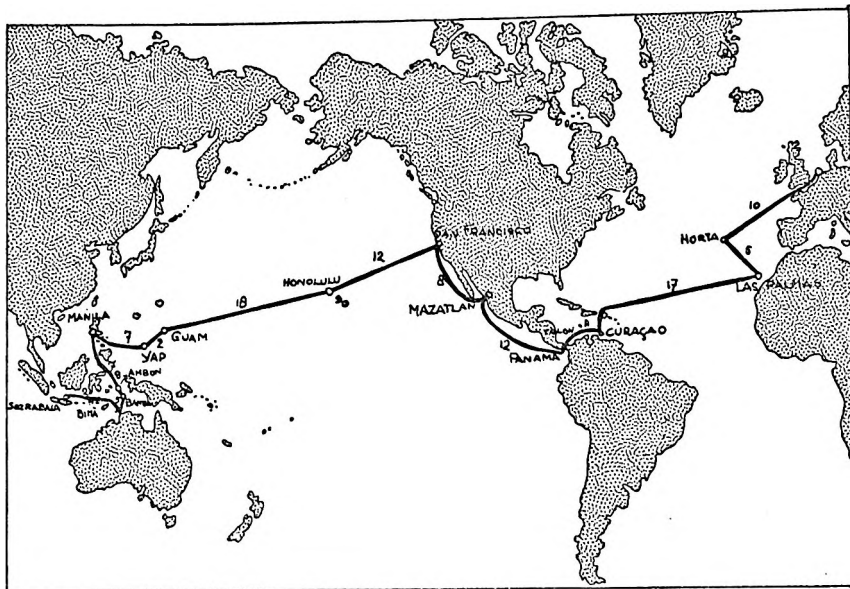 10
HORTA
5
LAS PALMAS
17
CURAÇAO
PANAMA
12
MAZATLAN
8
SAN FRANCISCO
12
HONOLULU
18
GUAM
2
YAP
7
MANILA
AMBON
BIMA
SOERABAIA